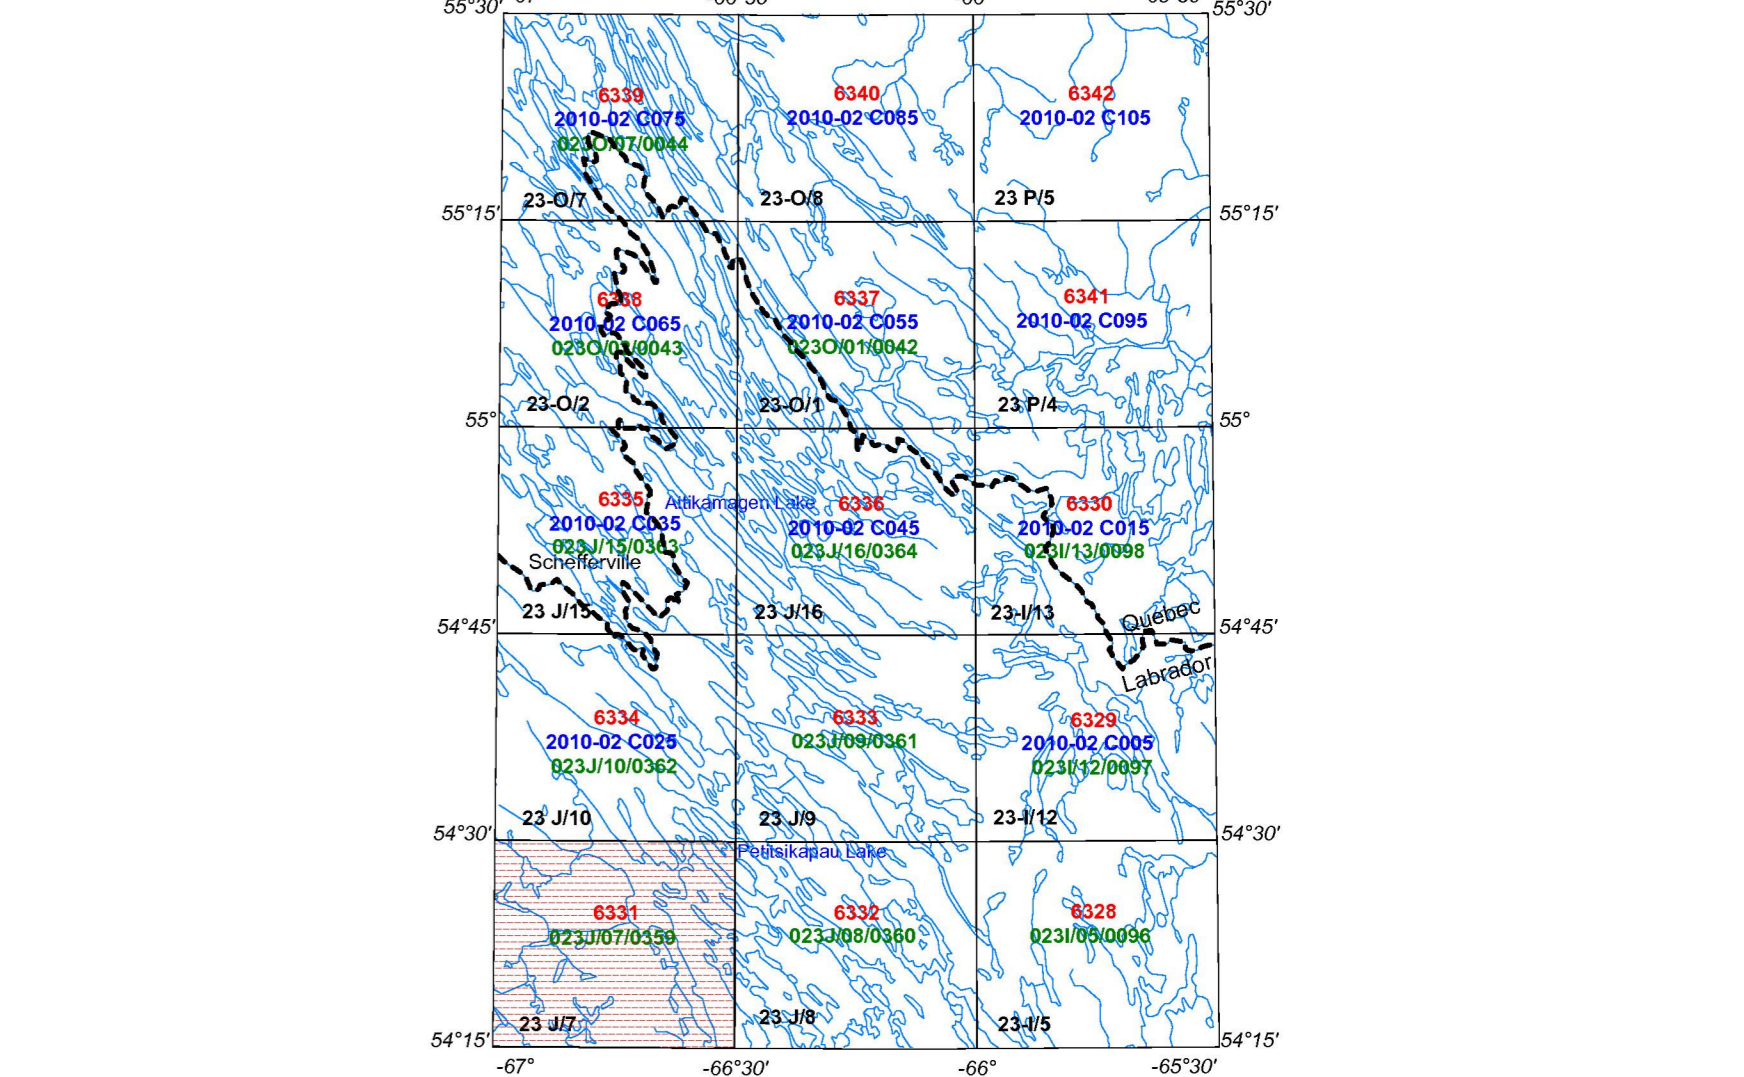 55°30' 55°30'
6339 6340 6342
2010-02 C075 2010-02 C085 2010-02 C105
023O/07/0044
23-O/7 23-O/8 23 P/5
55°15' 55°15'
6338 6337 6341
2010-02 C065 2010-02 C055 2010-02 C095
023O/02/0043 023O/01/0042
23-O/2 23-O/1 23 P/4
55° 55°
6335 Attikamagen Lake 6336 6330
2010-02 C035 2010-02 C045 2010-02 C015
023J/15/0363 023J/16/0364 023I/13/0098
Schefferville
23 J/15 23 J/16 23-I/13 Quebec
54°45' 54°45'
Labrador
6334 6333 6329
2010-02 C025 023J/09/0361 2010-02 C005
023J/10/0362 023I/12/0097
23 J/10 23 J/9 23-I/12
54°30' 54°30'
Petitsikapau Lake
6331 6332 6328
023J/07/0359 023J/08/0360 023I/05/0096
23 J/7 23 J/8 23-I/5
54°15' 54°15'
-67° -66°30' -66° -65°30'